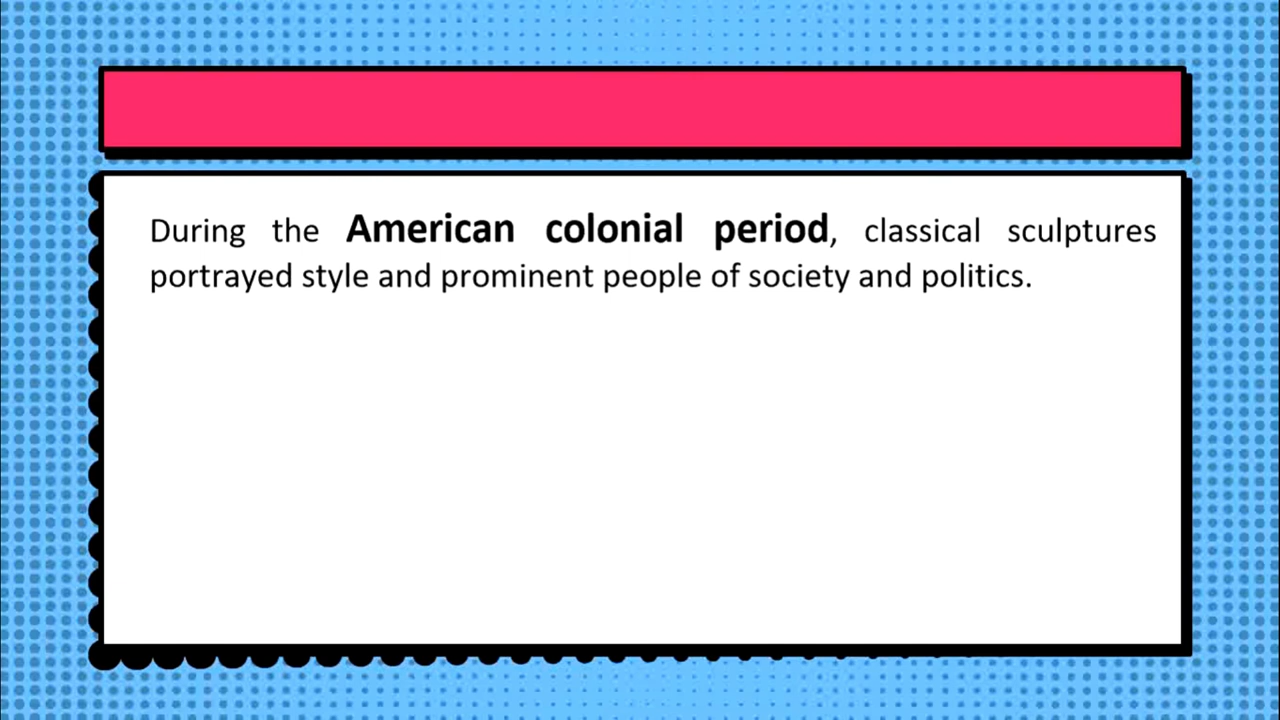 During the American colonial period, classical sculptures
portrayed style and prominent people of society and politics.